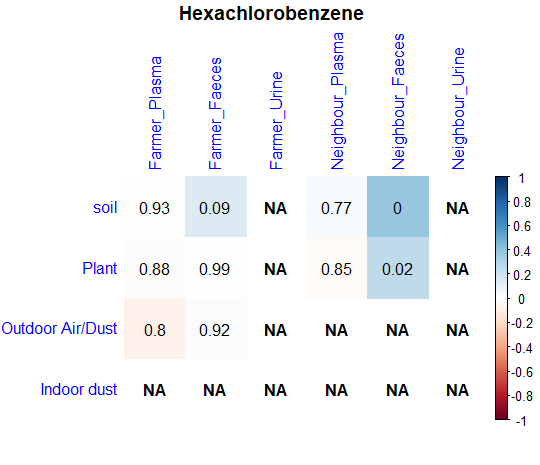 Hexachlorobenzene
Farmer_Plasma
Farmer_Faeces
Farmer_Urine
Neighbour_Plasma
Neighbour_Faeces
Neighbour_Urine
soil 0.93 0.09 NA 0.77 0 NA
Plant 0.88 0.99 NA 0.85 0.02 NA
Outdoor Air/Dust 0.8 0.92 NA NA NA NA
Indoor dust NA NA NA NA NA NA
1
0.8
0.6
0.4
0.2
0
-0.2
-0.4
-0.6
-0.8
-1